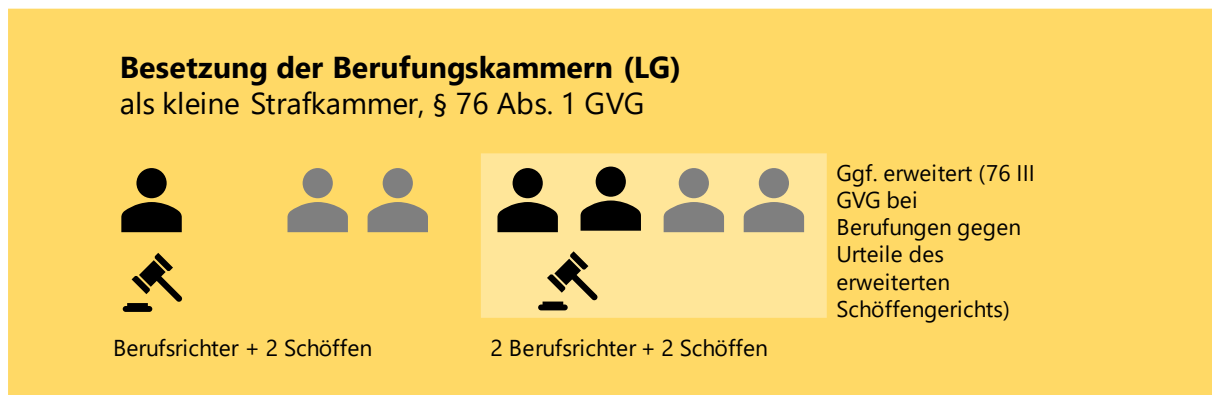 Besetzung der Berufungskammern (LG)
als kleine Strafkammer, § 76 Abs. 1 GVG
Ggf. erweitert (76 III
GVG bei
Berufungen gegen
Urteile des
erweiterten
Schöffengerichts)
Berufsrichter + 2 Schöffen
2 Berufsrichter + 2 Schöffen